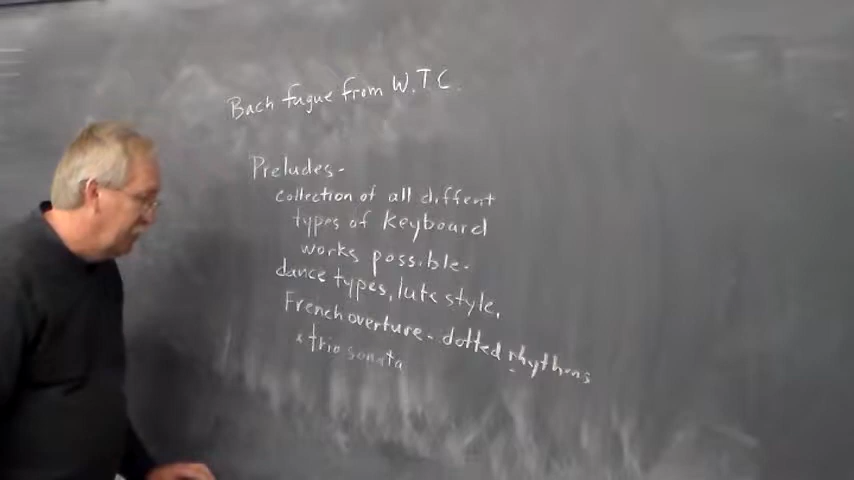 Bach fugue from W.T.C.
Preludes-
collection of all diffent
types of keyboard
works possible.
dance types, lute style,
French overture - dotted rhythms
& trio sonata